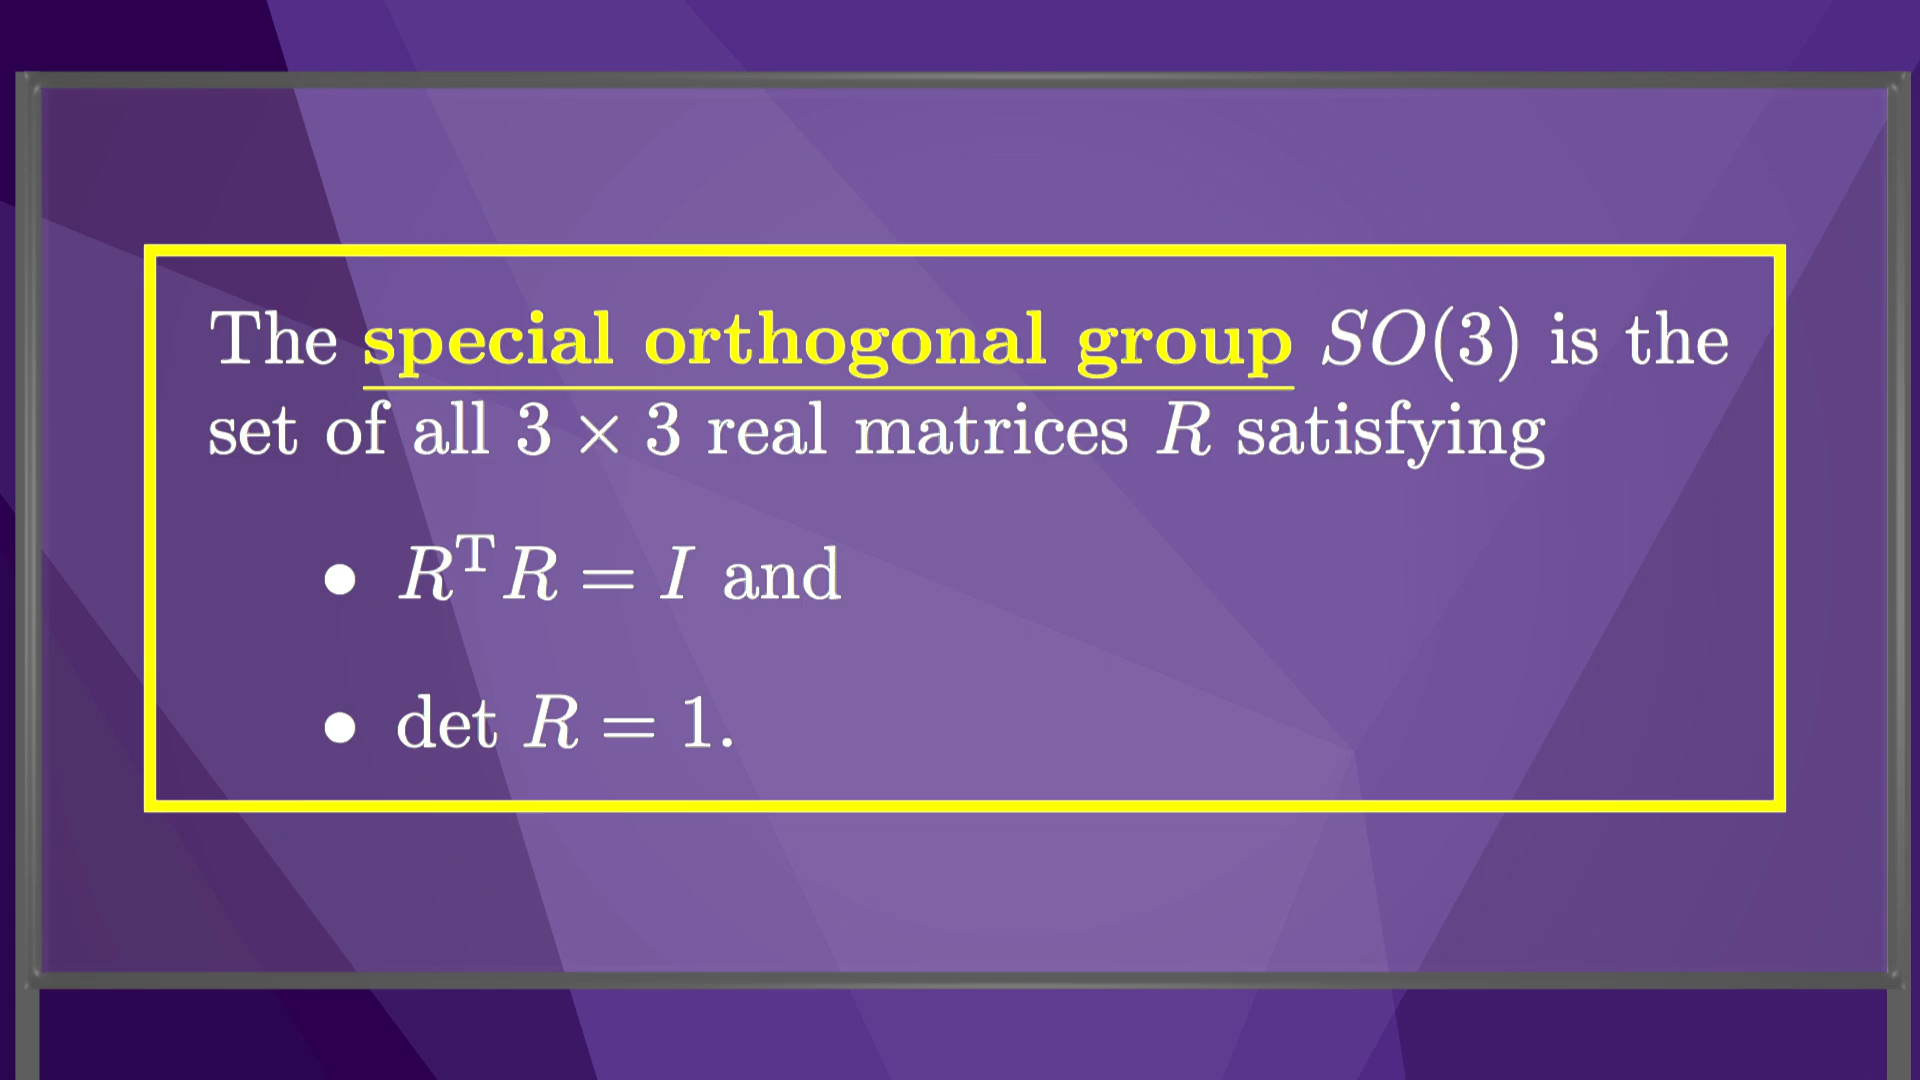 The special orthogonal group SO(3) is the
set of all 3 × 3 real matrices R satisfying
• RᵀR = I and
• det R = 1.